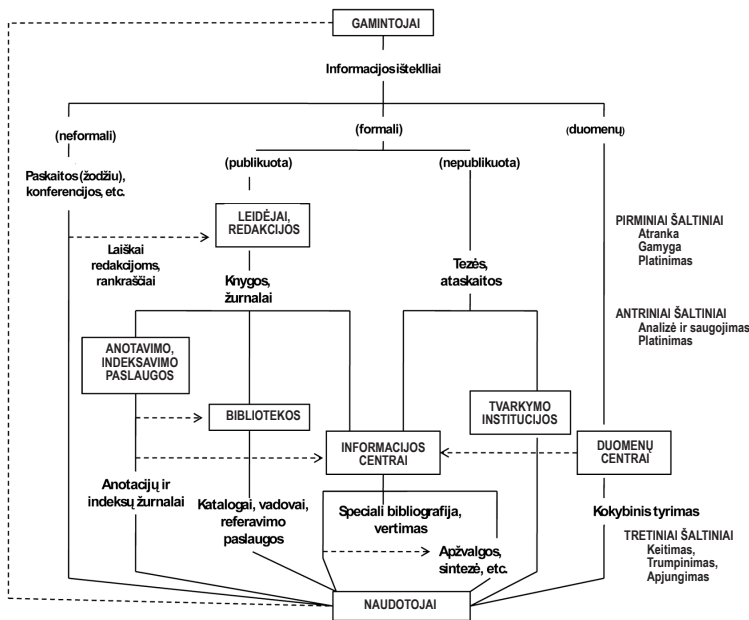 GAMINTOJAI
Informacijos išteklliai
(neformali)
(formali)
(duomenų)
(publikuota)
(nepublikuota)
Paskaitos (žodžiu),
konferencijos, etc.
LEIDĖJAI,
REDAKCIJOS
PIRMINIAI ŠALTINIAI
Atranka
Gamyga
Platinimas
Laiškai
redakcijoms,
rankraščiai
Knygos,
žurnalai
Tezės,
ataskaitos
ANTRINIAI ŠALTINIAI
Analizė ir saugojimas
Platinimas
ANOTAVIMO,
INDEKSAVIMO
PASLAUGOS
BIBLIOTEKOS
TVARKYMO
INSTITUCIJOS
INFORMACIJOS
CENTRAI
DUOMENŲ
CENTRAI
Anotacijų ir
indeksų žurnalai
Katalogai, vadovai,
referavimo
paslaugos
Speciali bibliografija,
vertimas
Kokybinis tyrimas
Apžvalgos,
sintezė, etc.
TRETINIAI ŠALTINIAI
Keitimas,
Trumpinimas,
Apjungimas
NAUDOTOJAI